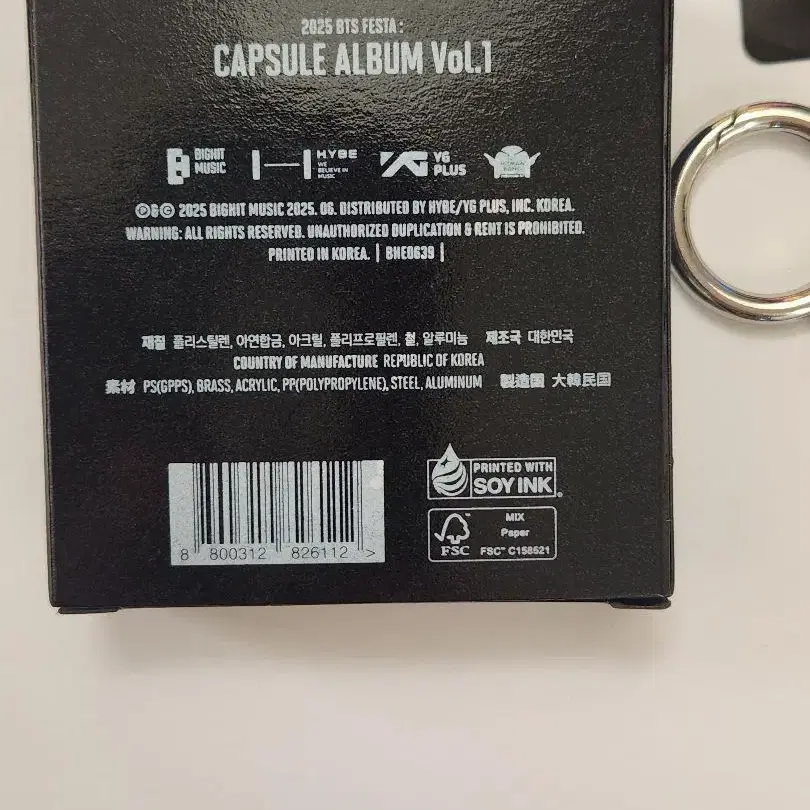 2025 BTS FESTA :
CAPSULE ALBUM Vol.1
BIGHIT MUSIC
HYBE
WE BELIEVE IN MUSIC
YG PLUS
Ⓟ&© 2025 BIGHIT MUSIC 2025. 06. DISTRIBUTED BY HYBE/YG PLUS, INC. KOREA.
WARNING: ALL RIGHTS RESERVED. UNAUTHORIZED DUPLICATION & RENT IS PROHIBITED.
PRINTED IN KOREA. | BHE0639 |
재질 폴리스틸렌, 아연합금, 아크릴, 폴리프로필렌, 철, 알루미늄 제조국 대한민국
COUNTRY OF MANUFACTURE REPUBLIC OF KOREA
素材 PS(GPPS), BRASS, ACRYLIC, PP(POLYPROPYLENE), STEEL, ALUMINUM 製造国 大韓民国
8 800312 826112 >
PRINTED WITH
SOY INK®
FSC
MIX
Paper
FSC™ C158521